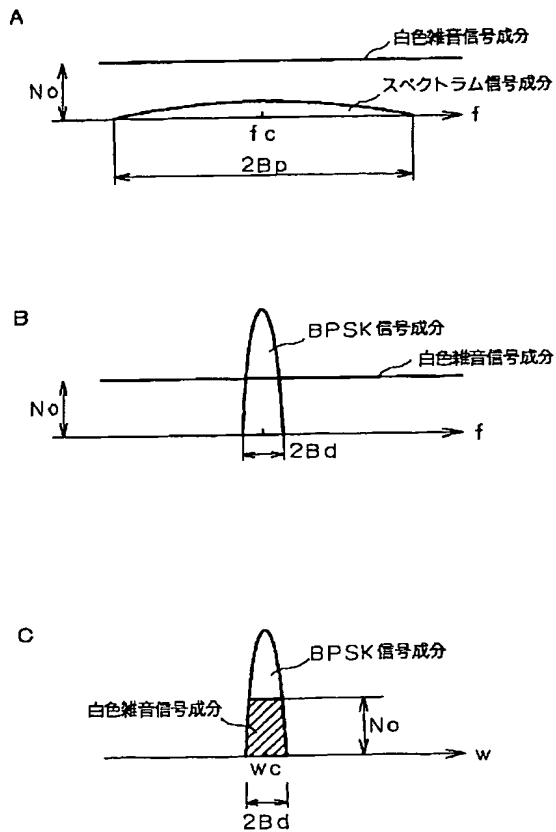 A
白色雑音信号成分
No
スペクトラム信号成分
f
fc
2Bp
B
BPSK信号成分
白色雑音信号成分
No
f
2Bd
C
BPSK信号成分
白色雑音信号成分
No
wc
w
2Bd